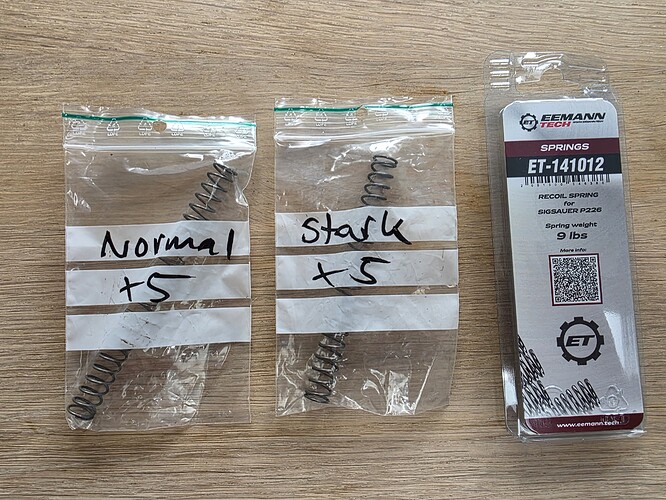 Normal
+5
Stark
+5
EEMANN
TECH
SPRINGS
ET-141012
RECOIL SPRING
for
SIGSAUER P226
Spring weight
9 lbs
More info:
ET
www.eemann.tech